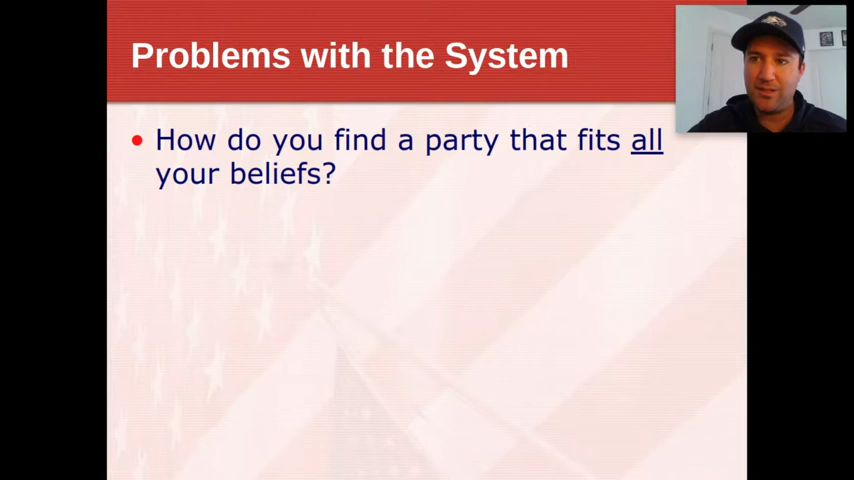 Problems with the System
How do you find a party that fits all
your beliefs?